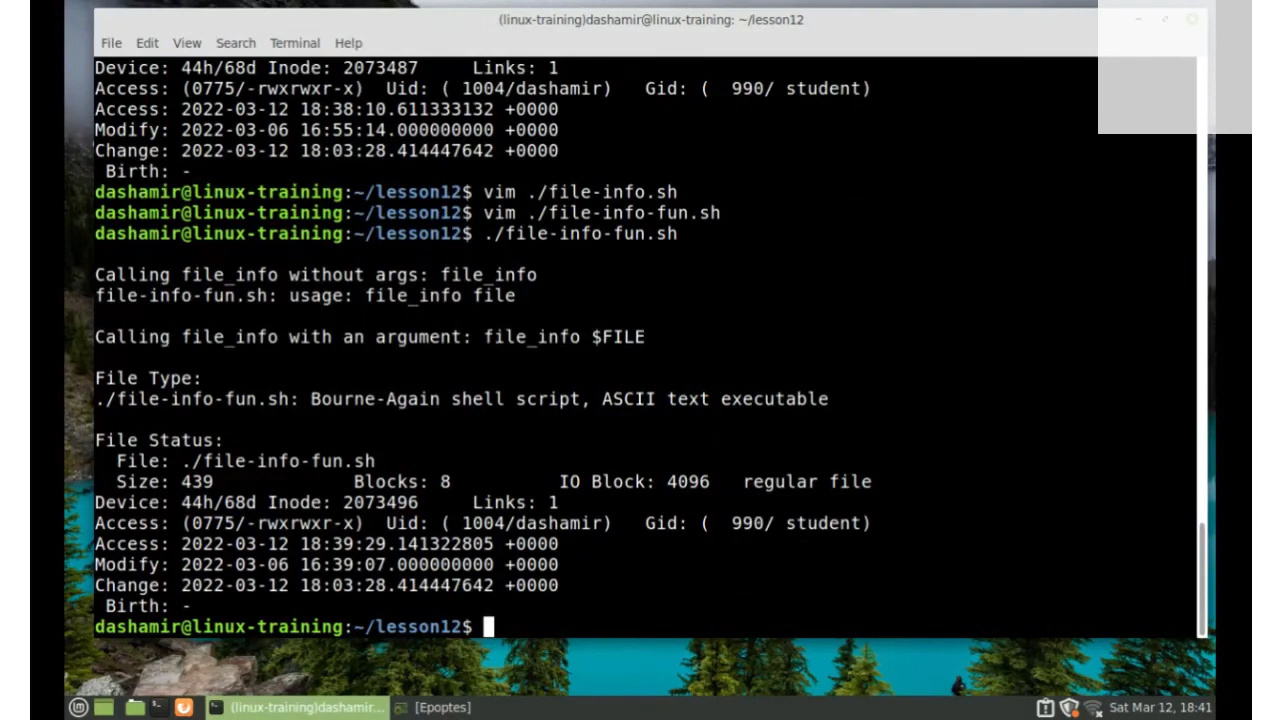 (linux-training)dashamir@linux-training: ~/lesson12
File Edit View Search Terminal Help
Device: 44h/68d Inode: 2073487 Links: 1
Access: (0775/-rwxrwxr-x) Uid: ( 1004/dashamir) Gid: ( 990/ student)
Access: 2022-03-12 18:38:10.611333132 +0000
Modify: 2022-03-06 16:55:14.000000000 +0000
Change: 2022-03-12 18:03:28.414447642 +0000
Birth: -
dashamir@linux-training:~/lesson12$ vim ./file-info.sh
dashamir@linux-training:~/lesson12$ vim ./file-info-fun.sh
dashamir@linux-training:~/lesson12$ ./file-info-fun.sh
Calling file_info without args: file_info
file-info-fun.sh: usage: file_info file
Calling file_info with an argument: file_info $FILE
File Type:
./file-info-fun.sh: Bourne-Again shell script, ASCII text executable
File Status:
File: ./file-info-fun.sh
Size: 439 Blocks: 8 IO Block: 4096 regular file
Device: 44h/68d Inode: 2073496 Links: 1
Access: (0775/-rwxrwxr-x) Uid: ( 1004/dashamir) Gid: ( 990/ student)
Access: 2022-03-12 18:39:29.141322805 +0000
Modify: 2022-03-06 16:39:07.000000000 +0000
Change: 2022-03-12 18:03:28.414447642 +0000
Birth: -
dashamir@linux-training:~/lesson12$
(linux-training)dashamir... [Epoptes] Sat Mar 12, 18:41